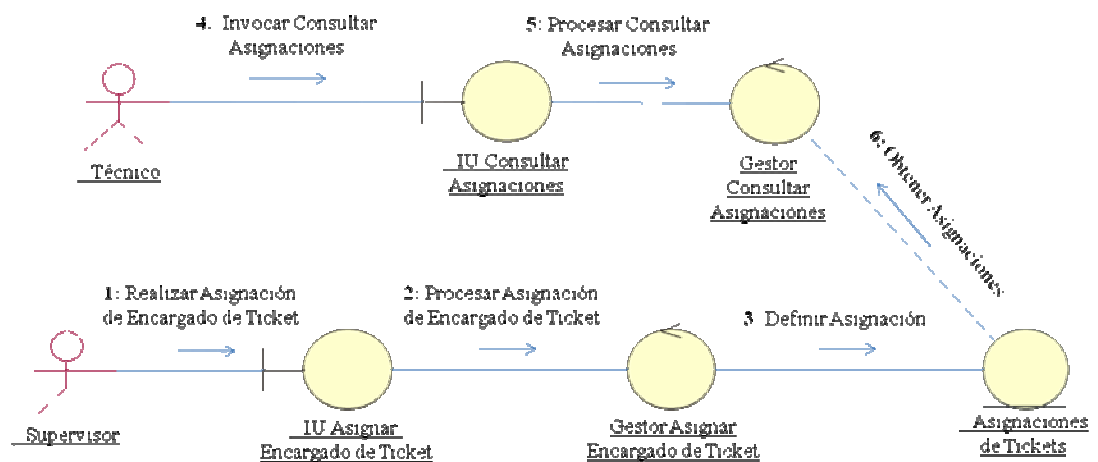 4. Invocar Consultar
Asignaciones
5: Procesar Consultar
Asignaciones
Técnico
IU Consultar
Asignaciones
Gestor
Consultar
Asignaciones
6: Obtener Asignaciones
1: Realizar Asignación
de Encargado de Ticket
2: Procesar Asignación
de Encargado de Ticket
3 Definir Asignación
Supervisor
IU Asignar
Encargado de Ticket
Gestor Asignar
Encargado de Ticket
Asignaciones
de Tickets